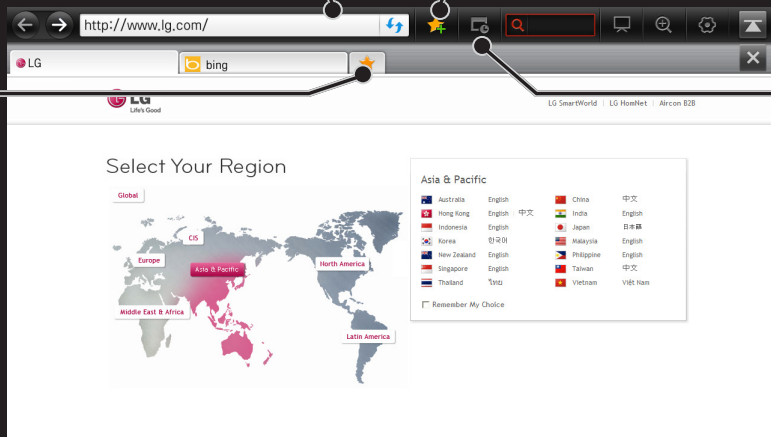 http://www.lg.com/
LG
bing
LG
Life's Good
LG SmartWorld | LG HomNet | Aircon B2B
Select Your Region
Global
CIS
Europe
Asia & Pacific
North America
Middle East & Africa
Latin America
Asia & Pacific
Australia English China 中文
Hong Kong English | 中文 India English
Indonesia English Japan 日本語
Korea 한국어 Malaysia English
New Zealand English Philippine English
Singapore English Taiwan 中文
Thailand ไทย Vietnam Việt Nam
Remember My Choice